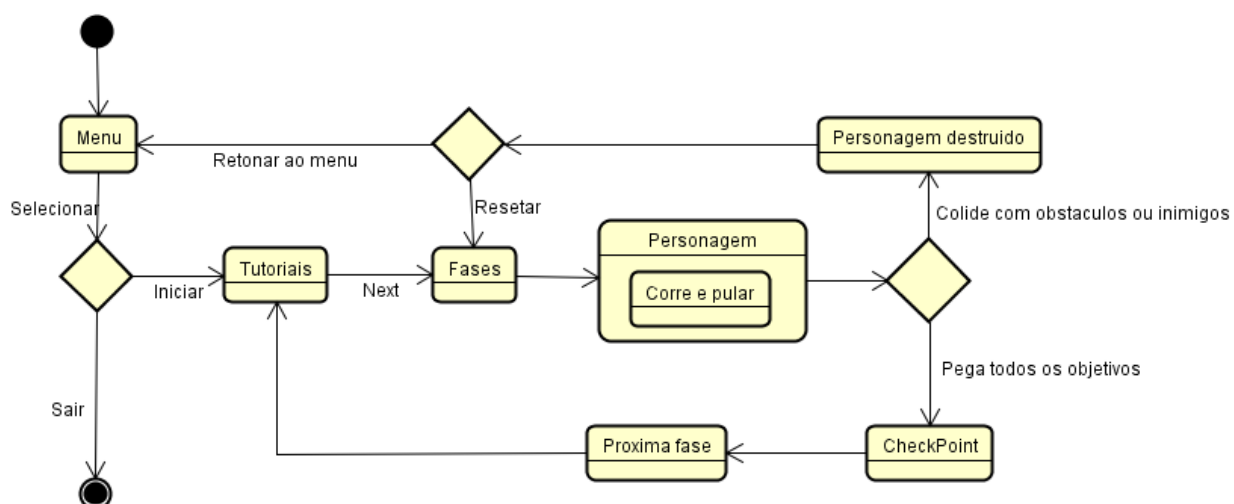 Menu
Personagem destruido
Retonar ao menu
Selecionar
Resetar
Colide com obstaculos ou inimigos
Personagem
Tutoriais
Fases
Iniciar
Next
Corre e pular
Pega todos os objetivos
Sair
Proxima fase
CheckPoint